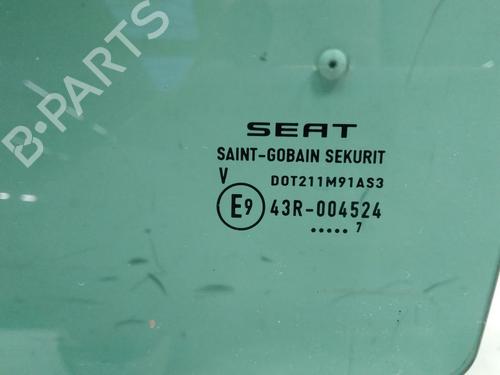 B-PARTS
SEAT
SAINT-GOBAIN SEKURIT
V DOT211M91AS3
E9 43R-004524
..... 7